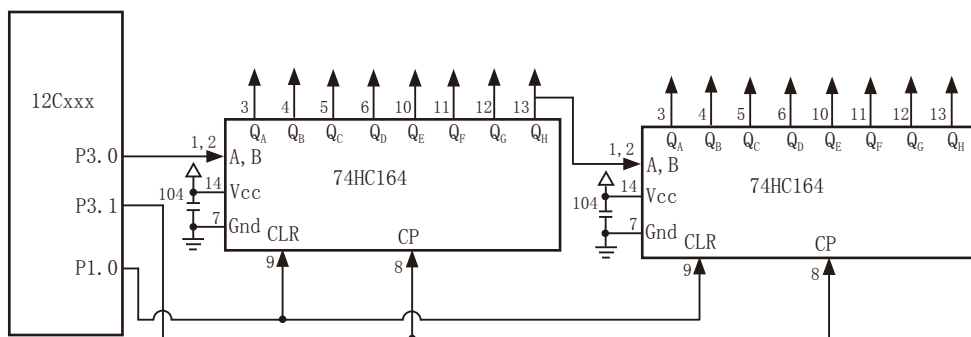 12Cxxx
P3.0
P3.1
P1.0
3 4 5 6 10 11 12 13
QA QB QC QD QE QF QG QH
1,2
A,B
74HC164
14
Vcc
104
7
Gnd
CLR
CP
9
8
3 4 5 6 10 11 12 13
QA QB QC QD QE QF QG QH
1,2
A,B
74HC164
14
Vcc
104
7
Gnd
CLR
CP
9
8